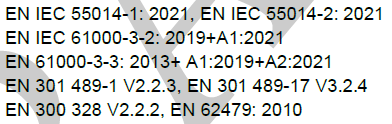 EN IEC 55014-1: 2021, EN IEC 55014-2: 2021
EN IEC 61000-3-2: 2019+A1:2021
EN 61000-3-3: 2013+ A1:2019+A2:2021
EN 301 489-1 V2.2.3, EN 301 489-17 V3.2.4
EN 300 328 V2.2.2, EN 62479: 2010